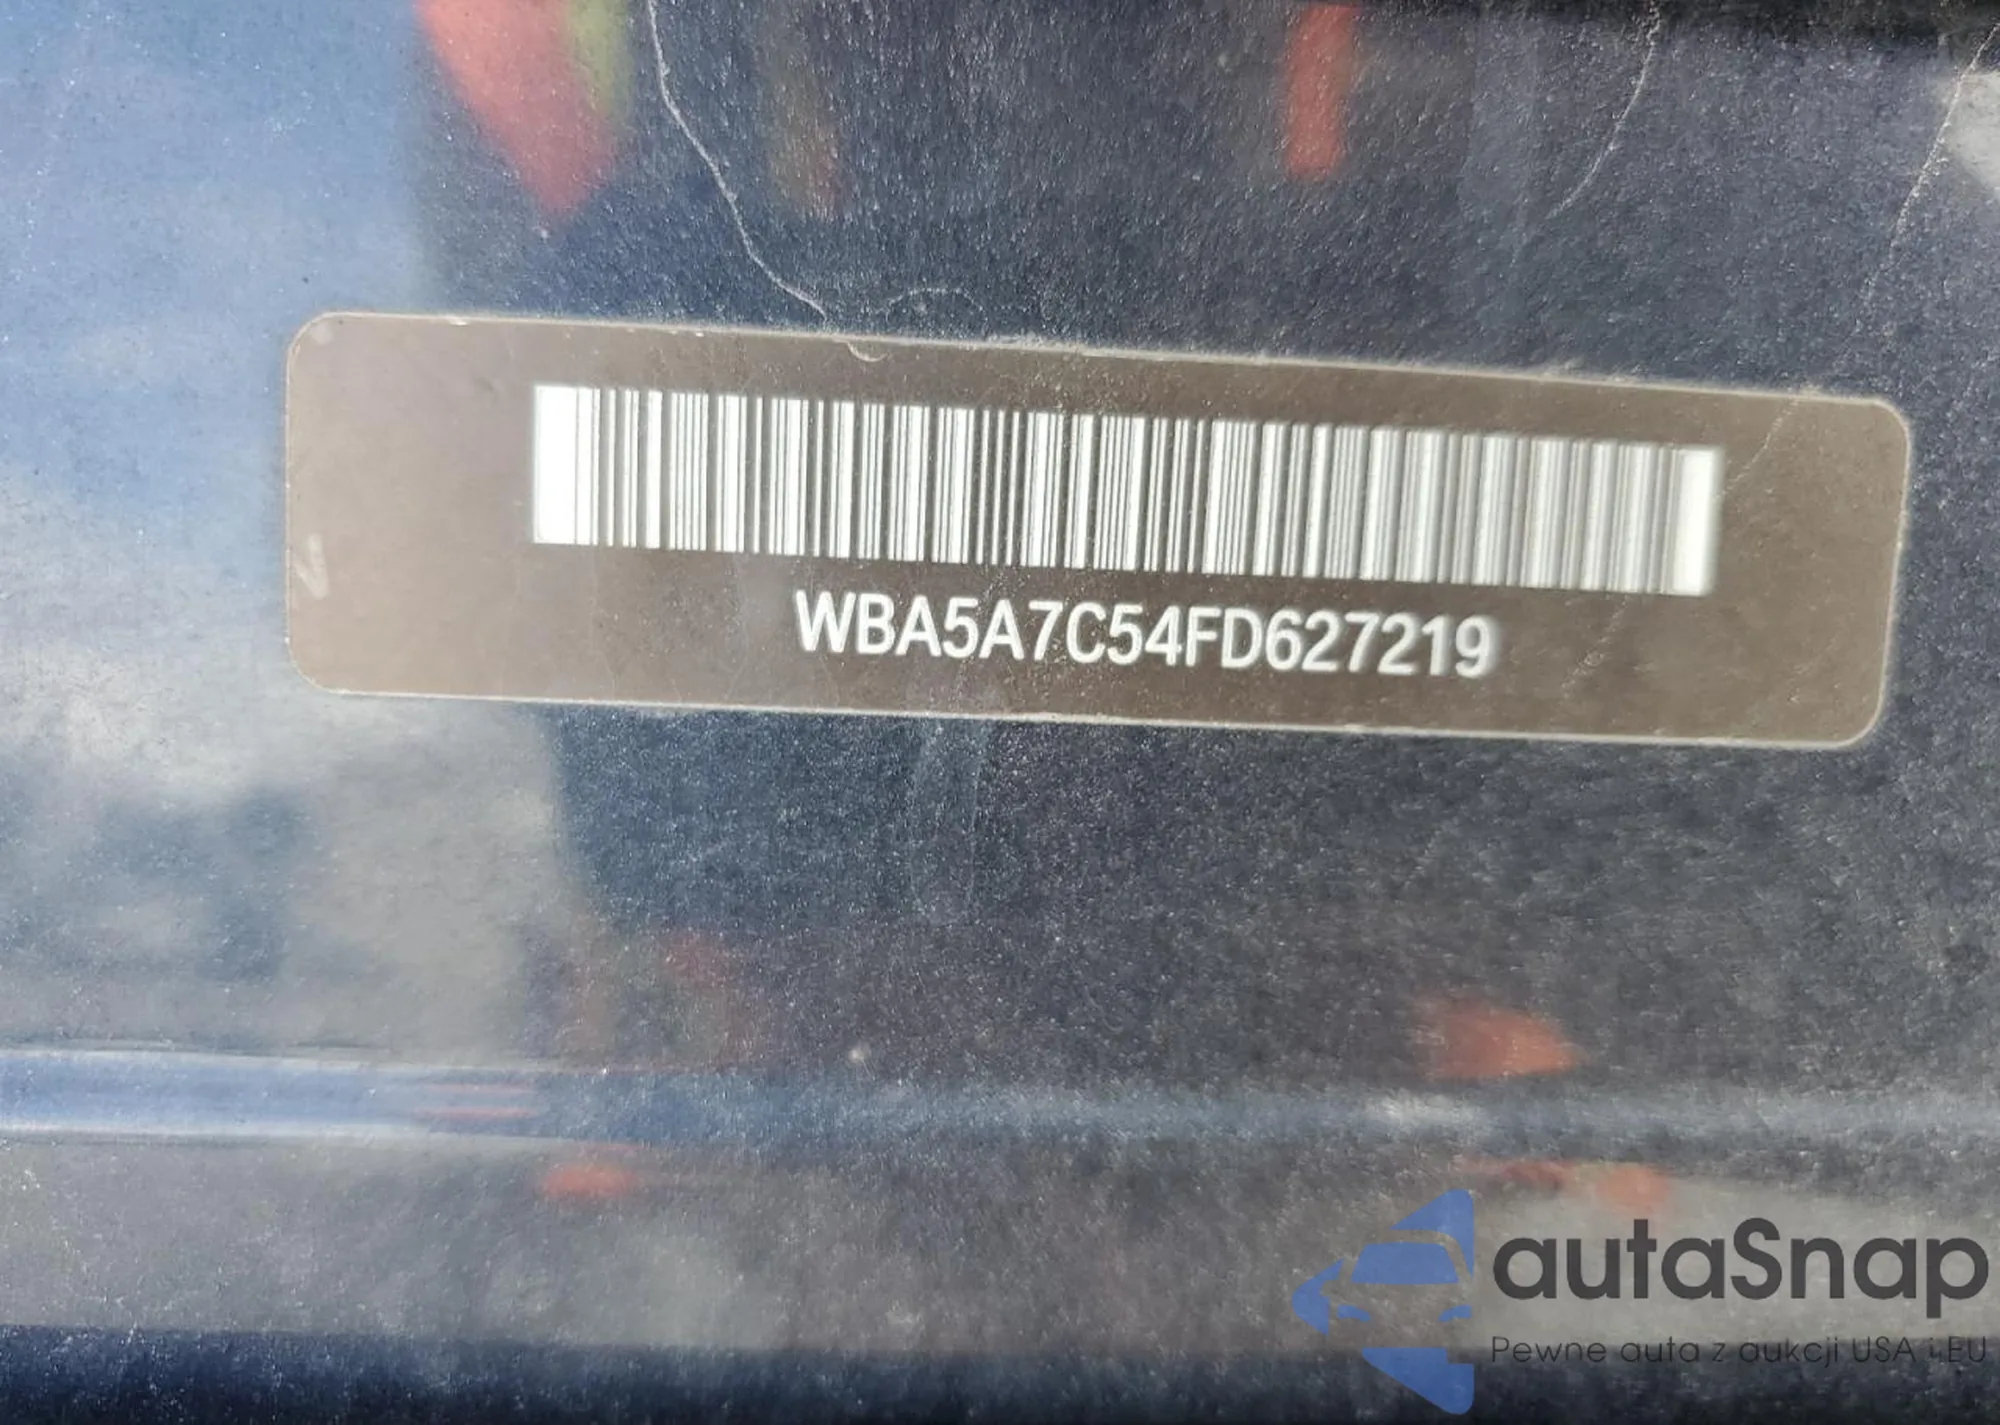 WBA5A7C54FD627219
autaSnap
Pewne auta z aukcji USA i EU